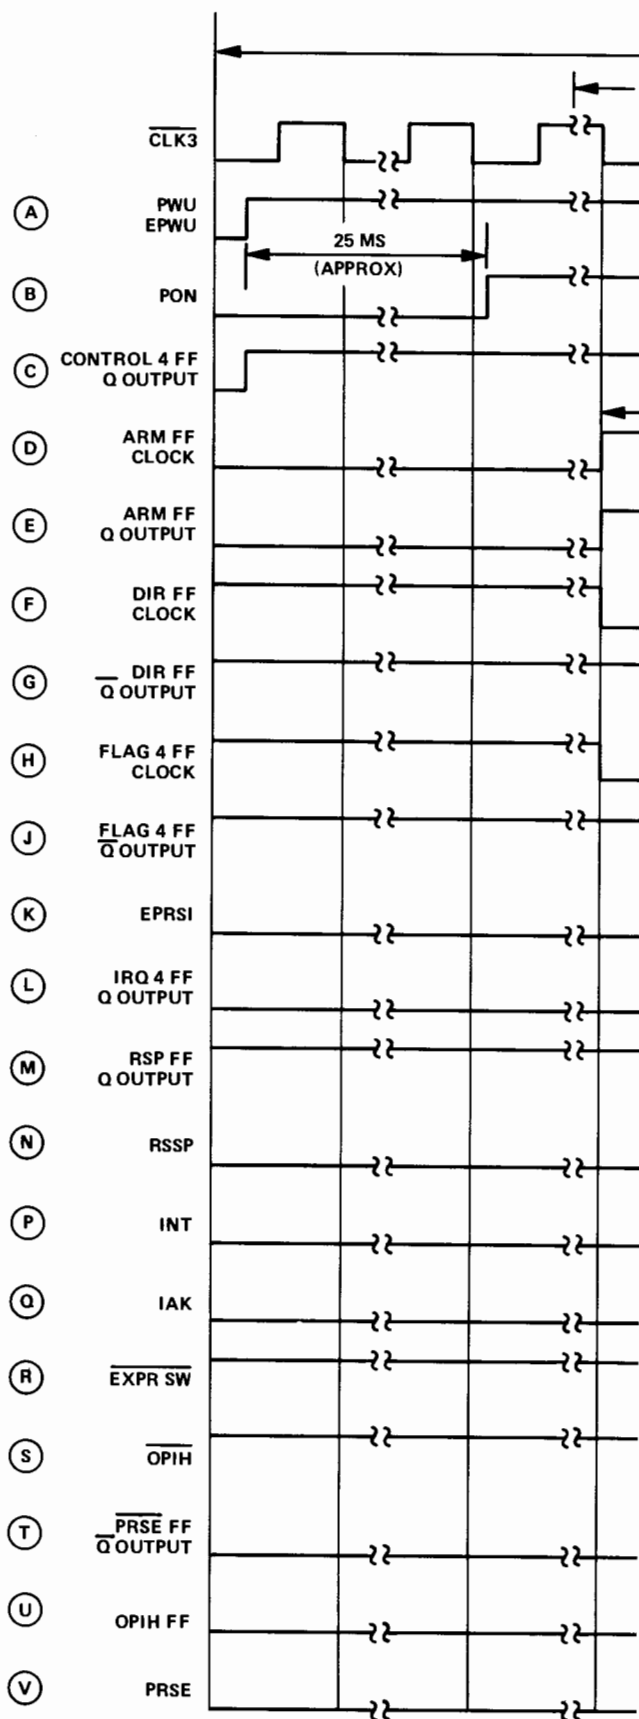 CLK3
A PWU
EPWU
25 MS
(APPROX)
B PON
C CONTROL 4 FF
Q OUTPUT
D ARM FF
CLOCK
E ARM FF
Q OUTPUT
F DIR FF
CLOCK
G DIR FF
Q̅ OUTPUT
H FLAG 4 FF
CLOCK
J FLAG 4 FF
Q̅ OUTPUT
K EPRSI
L IRQ 4 FF
Q OUTPUT
M RSP FF
Q OUTPUT
N RSSP
P INT
Q IAK
R EXPR SW
S OPIH
T PRSE FF
Q̅ OUTPUT
U OPIH FF
V PRSE